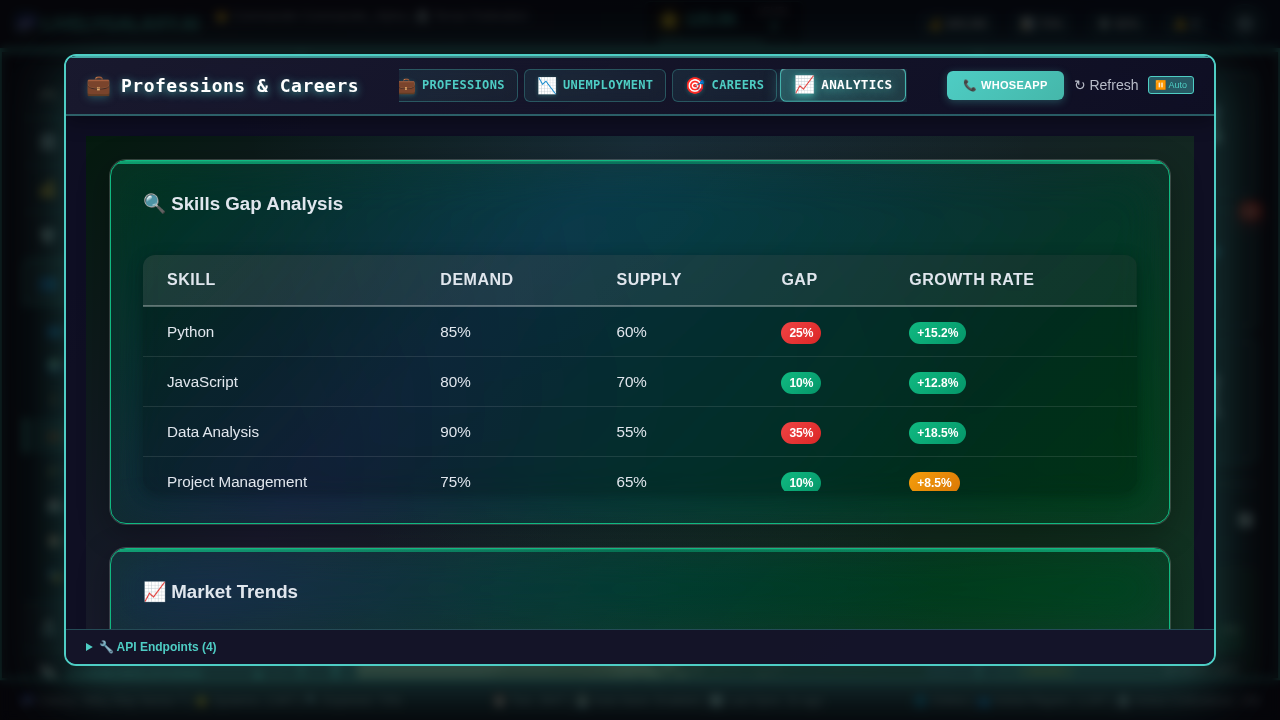 💼 Professions & Careers
💼 PROFESSIONS
📉 UNEMPLOYMENT
🎯 CAREERS
📈 ANALYTICS
📞 WHOSEAPP
↻ Refresh
⏸️ Auto
🔍 Skills Gap Analysis
SKILL DEMAND SUPPLY GAP GROWTH RATE
Python 85% 60% 25% +15.2%
JavaScript 80% 70% 10% +12.8%
Data Analysis 90% 55% 35% +18.5%
Project Management 75% 65% 10% +8.5%
📈 Market Trends
▶ 🔧 API Endpoints (4)